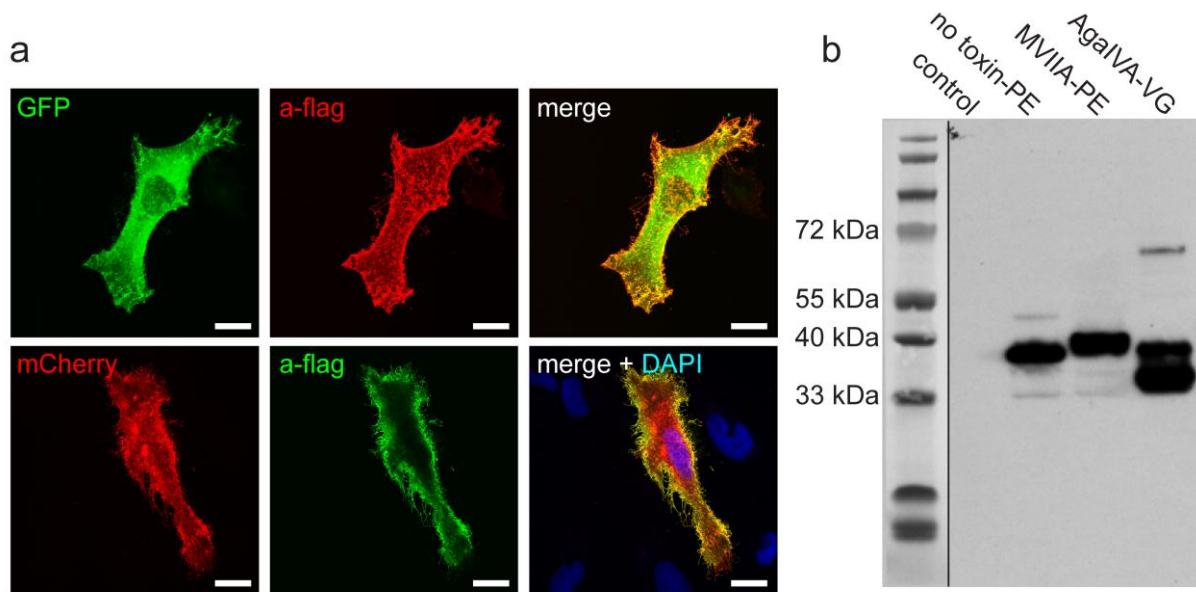 a
GFP
a-flag
merge
mCherry
a-flag
merge + DAPI
b
control
no toxin-PE
MVIIA-PE
AgaIVA-VG
72 kDa
55 kDa
40 kDa
33 kDa